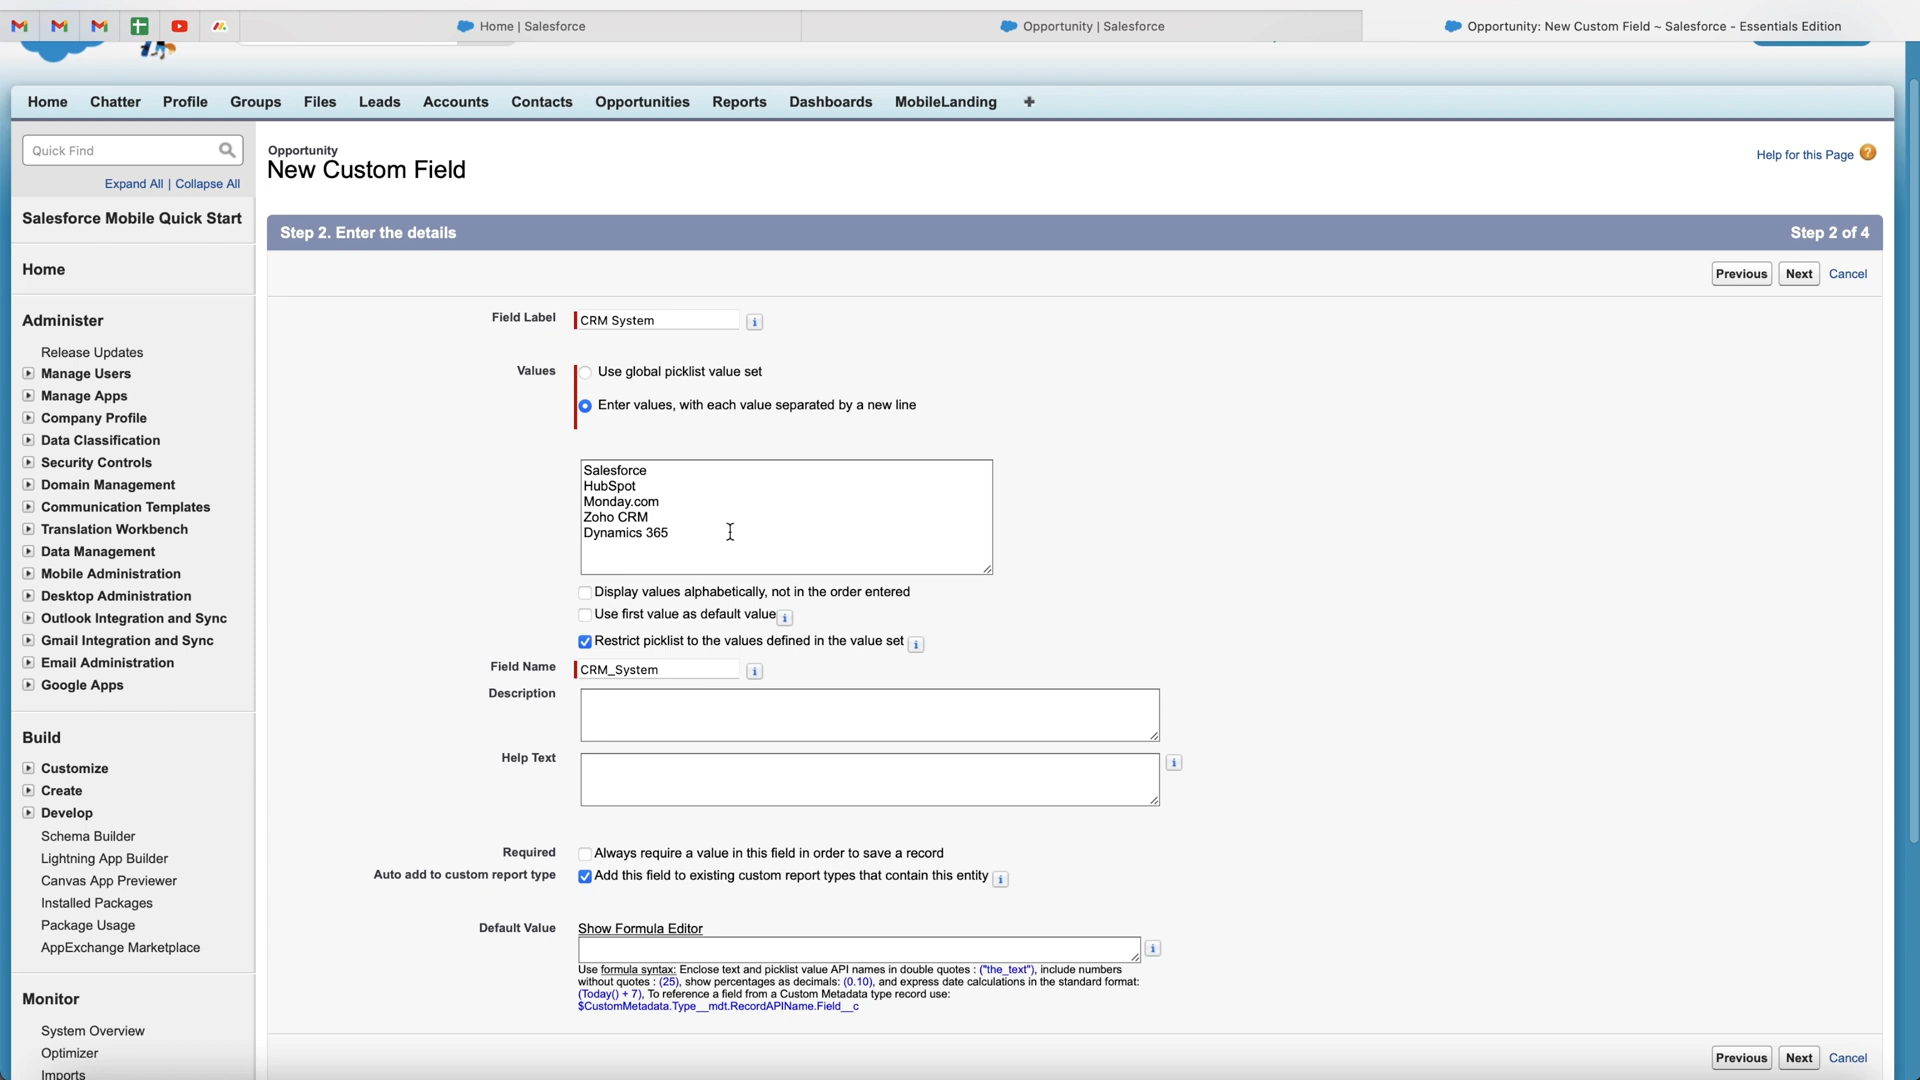 Home | Salesforce
Opportunity | Salesforce
Opportunity: New Custom Field ~ Salesforce - Essentials Edition
Home Chatter Profile Groups Files Leads Accounts Contacts Opportunities Reports Dashboards MobileLanding +
Quick Find
Expand All | Collapse All
Salesforce Mobile Quick Start
Home
Administer
Release Updates
Manage Users
Manage Apps
Company Profile
Data Classification
Security Controls
Domain Management
Communication Templates
Translation Workbench
Data Management
Mobile Administration
Desktop Administration
Outlook Integration and Sync
Gmail Integration and Sync
Email Administration
Google Apps
Build
Customize
Create
Develop
Schema Builder
Lightning App Builder
Canvas App Previewer
Installed Packages
Package Usage
AppExchange Marketplace
Monitor
System Overview
Optimizer
Imports
Opportunity
New Custom Field
Help for this Page ?
Step 2. Enter the details
Step 2 of 4
Previous Next Cancel
Field Label CRM System i
Values Use global picklist value set
Enter values, with each value separated by a new line
Salesforce
HubSpot
Monday.com
Zoho CRM
Dynamics 365
Display values alphabetically, not in the order entered
Use first value as default value i
Restrict picklist to the values defined in the value set i
Field Name CRM_System i
Description
Help Text i
Required Always require a value in this field in order to save a record
Auto add to custom report type Add this field to existing custom report types that contain this entity i
Default Value Show Formula Editor
i
Use formula syntax: Enclose text and picklist value API names in double quotes : ("the_text"), include numbers
without quotes : (25), show percentages as decimals: (0.10), and express date calculations in the standard format:
(Today() + 7), To reference a field from a Custom Metadata type record use:
$CustomMetadata.Type__mdt.RecordAPIName.Field__c
Previous Next Cancel